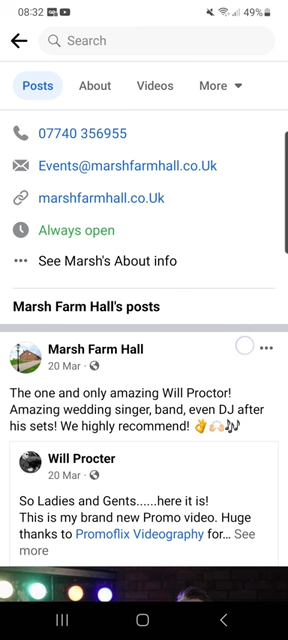 08:32
49%
Search
Posts
About
Videos
More
07740 356955
Events@marshfarmhall.co.Uk
marshfarmhall.co.Uk
Always open
See Marsh's About info
Marsh Farm Hall's posts
Marsh Farm Hall
20 Mar ·
The one and only amazing Will Proctor!
Amazing wedding singer, band, even DJ after
his sets! We highly recommend! 👌🙌🏻🎶
Will Procter
20 Mar ·
So Ladies and Gents......here it is!
This is my brand new Promo video. Huge
thanks to Promoflix Videography for... See
more